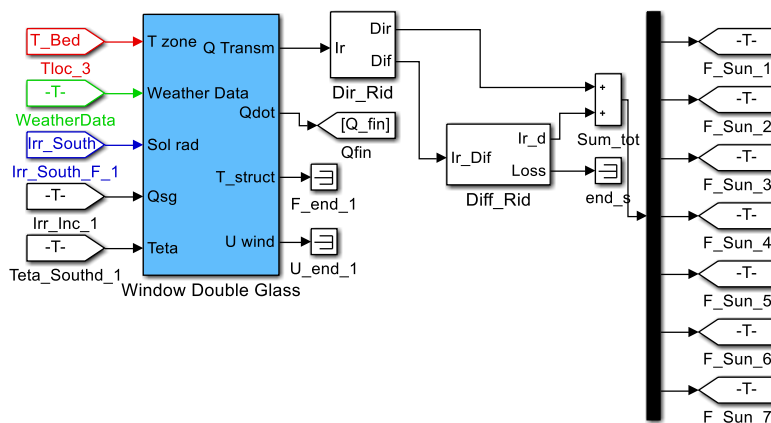 T_Bed
Tloc_3
-T-
WeatherData
Irr_South
Irr_South_F_1
-T-
Irr_Inc_1
-T-
Teta_Southd_1
T zone
Q Transm
Weather Data
Qdot
Sol rad
T_struct
Qsg
Teta
U wind
Window Double Glass
[Q_fin]
Qfin
F_end_1
U_end_1
Ir
Dir
Dif
Dir_Rid
Ir_Dif
Ir_d
Loss
Diff_Rid
+
+
Sum_tot
end_s
-T-
F_Sun_1
-T-
F_Sun_2
-T-
F_Sun_3
-T-
F_Sun_4
-T-
F_Sun_5
-T-
F_Sun_6
-T-
F_Sun_7